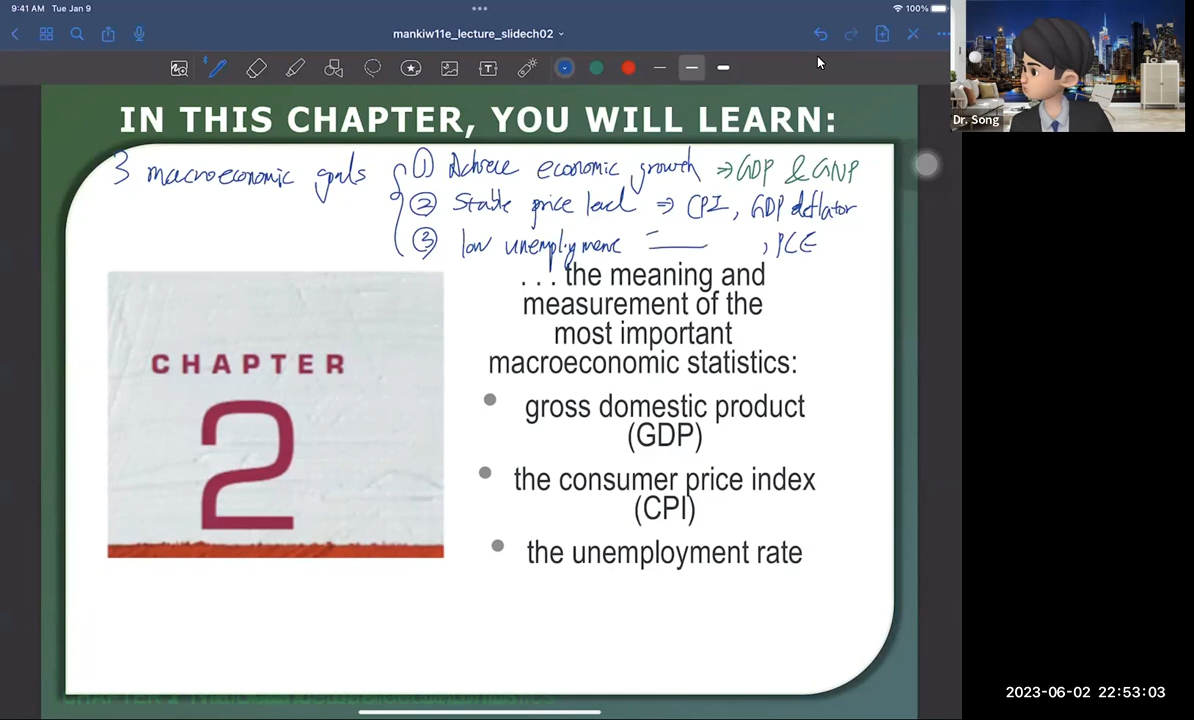 9:41 AM Tue Jan 9
100%
mankiw11e_lecture_slidech02
Dr. Song
IN THIS CHAPTER, YOU WILL LEARN:
3 macroeconomic goals
① Achieve economic growth ⇒ GDP & GNP
② Stable price level ⇒ CPI, GDP deflator
③ low unemployment , PCE
. . . the meaning and
measurement of the
most important
macroeconomic statistics:
• gross domestic product
(GDP)
• the consumer price index
(CPI)
• the unemployment rate
CHAPTER
2
2023-06-02 22:53:03